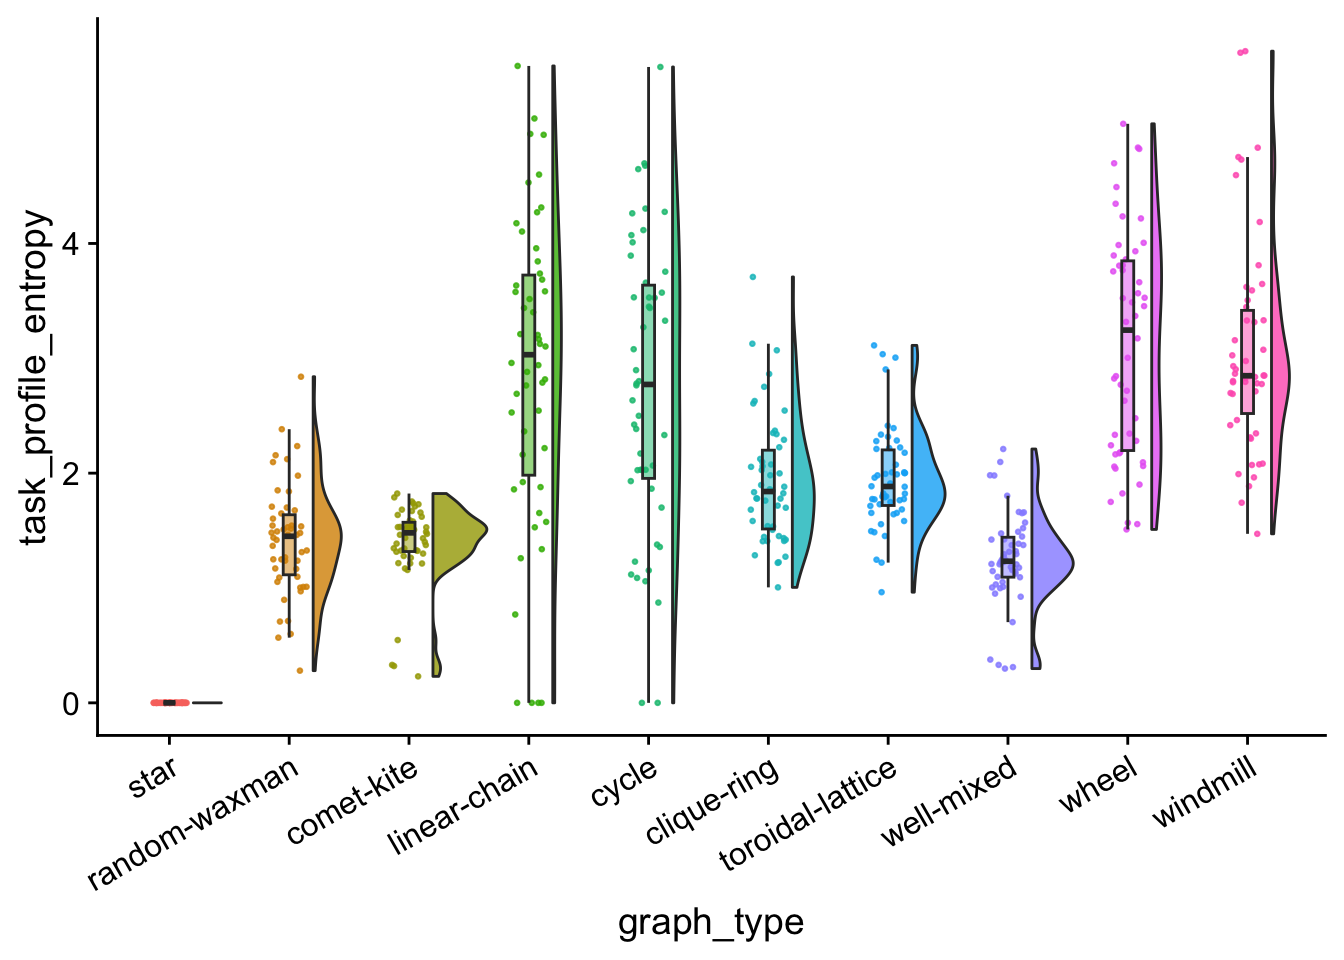 task_profile_entropy
4
2
0
star
random-waxman
comet-kite
linear-chain
cycle
clique-ring
toroidal-lattice
well-mixed
wheel
windmill
graph_type